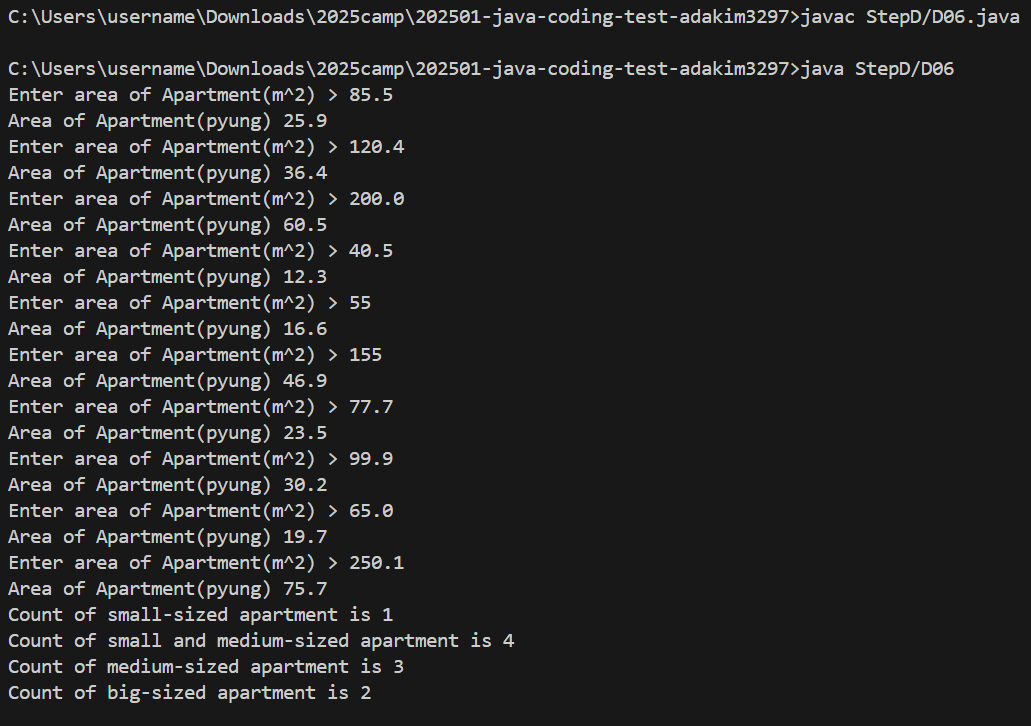 C:\Users\username\Downloads\2025camp\202501-java-coding-test-adakim3297>javac StepD/D06.java
C:\Users\username\Downloads\2025camp\202501-java-coding-test-adakim3297>java StepD/D06
Enter area of Apartment(m^2) > 85.5
Area of Apartment(pyung) 25.9
Enter area of Apartment(m^2) > 120.4
Area of Apartment(pyung) 36.4
Enter area of Apartment(m^2) > 200.0
Area of Apartment(pyung) 60.5
Enter area of Apartment(m^2) > 40.5
Area of Apartment(pyung) 12.3
Enter area of Apartment(m^2) > 55
Area of Apartment(pyung) 16.6
Enter area of Apartment(m^2) > 155
Area of Apartment(pyung) 46.9
Enter area of Apartment(m^2) > 77.7
Area of Apartment(pyung) 23.5
Enter area of Apartment(m^2) > 99.9
Area of Apartment(pyung) 30.2
Enter area of Apartment(m^2) > 65.0
Area of Apartment(pyung) 19.7
Enter area of Apartment(m^2) > 250.1
Area of Apartment(pyung) 75.7
Count of small-sized apartment is 1
Count of small and medium-sized apartment is 4
Count of medium-sized apartment is 3
Count of big-sized apartment is 2